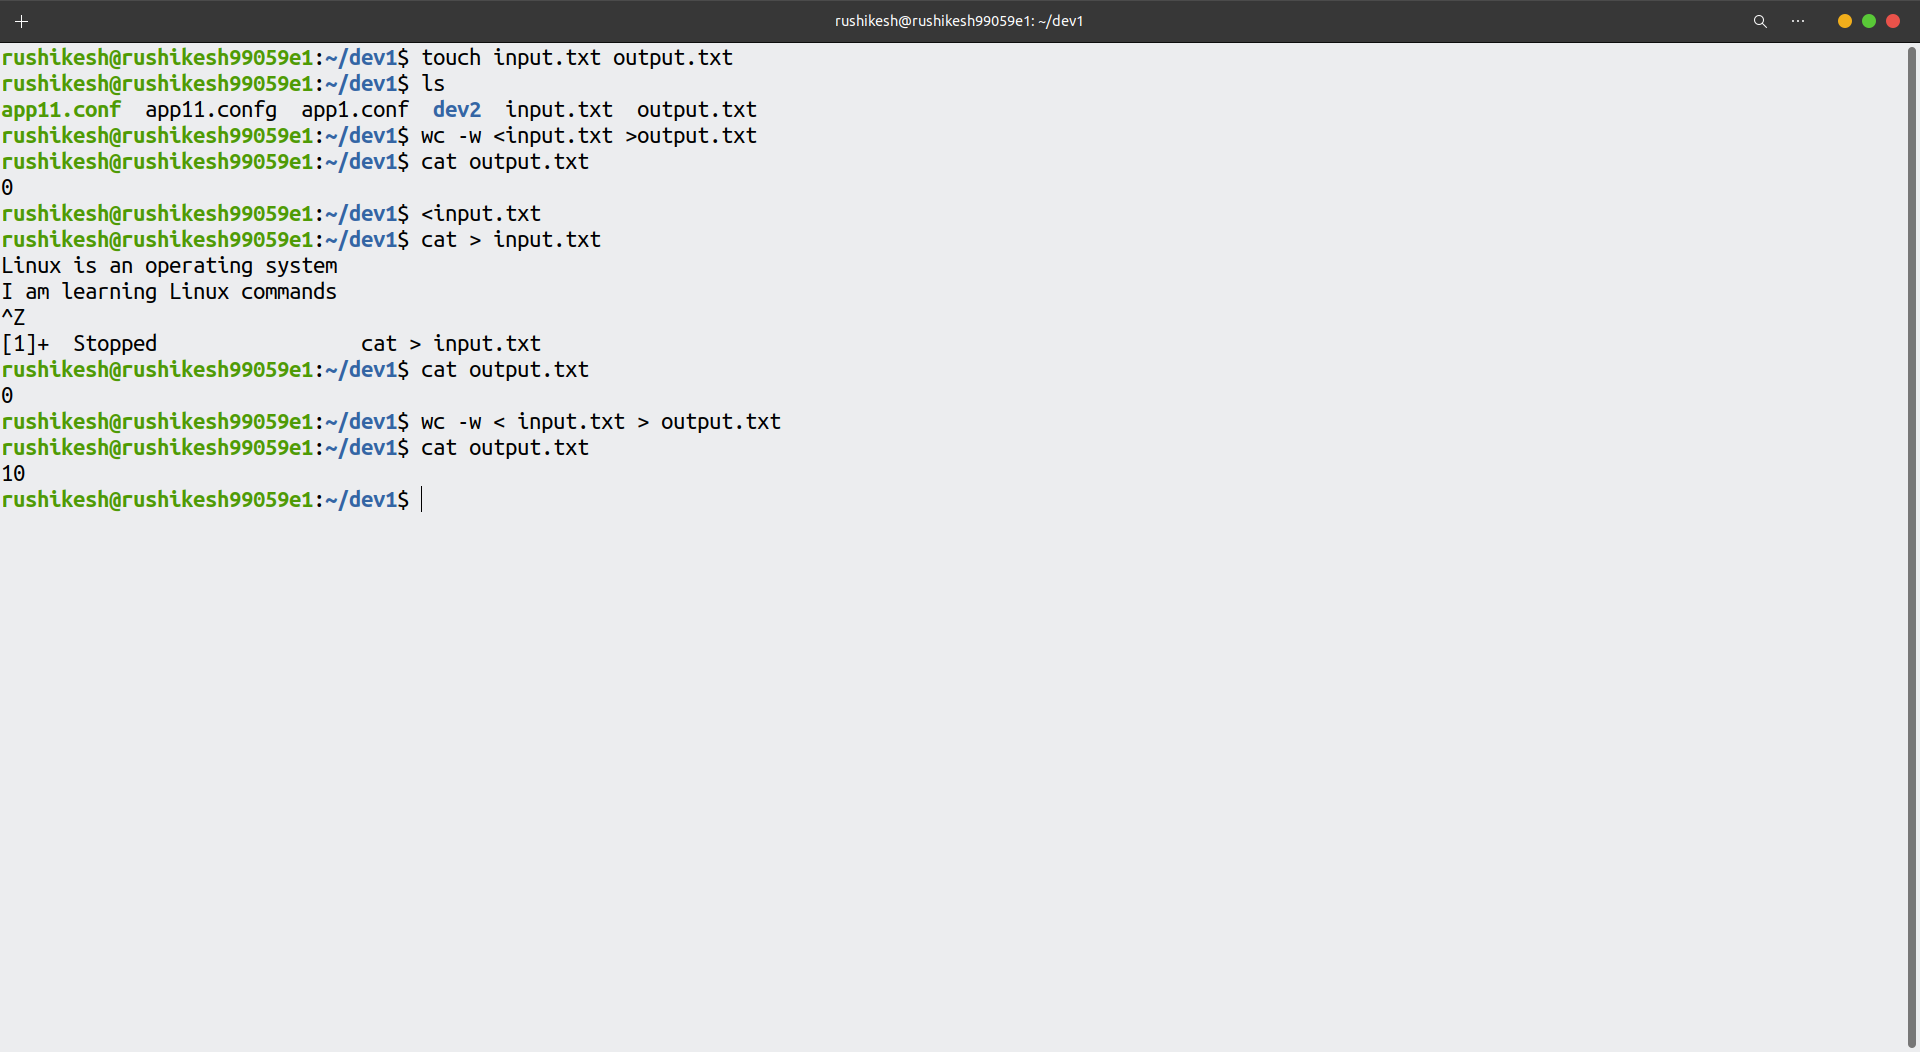 rushikesh@rushikesh99059e1: ~/dev1
rushikesh@rushikesh99059e1:~/dev1$ touch input.txt output.txt
rushikesh@rushikesh99059e1:~/dev1$ ls
app11.conf  app11.confg  app1.conf  dev2  input.txt  output.txt
rushikesh@rushikesh99059e1:~/dev1$ wc -w <input.txt >output.txt
rushikesh@rushikesh99059e1:~/dev1$ cat output.txt
0
rushikesh@rushikesh99059e1:~/dev1$ <input.txt
rushikesh@rushikesh99059e1:~/dev1$ cat > input.txt
Linux is an operating system
I am learning Linux commands
^Z
[1]+  Stopped                 cat > input.txt
rushikesh@rushikesh99059e1:~/dev1$ cat output.txt
0
rushikesh@rushikesh99059e1:~/dev1$ wc -w < input.txt > output.txt
rushikesh@rushikesh99059e1:~/dev1$ cat output.txt
10
rushikesh@rushikesh99059e1:~/dev1$